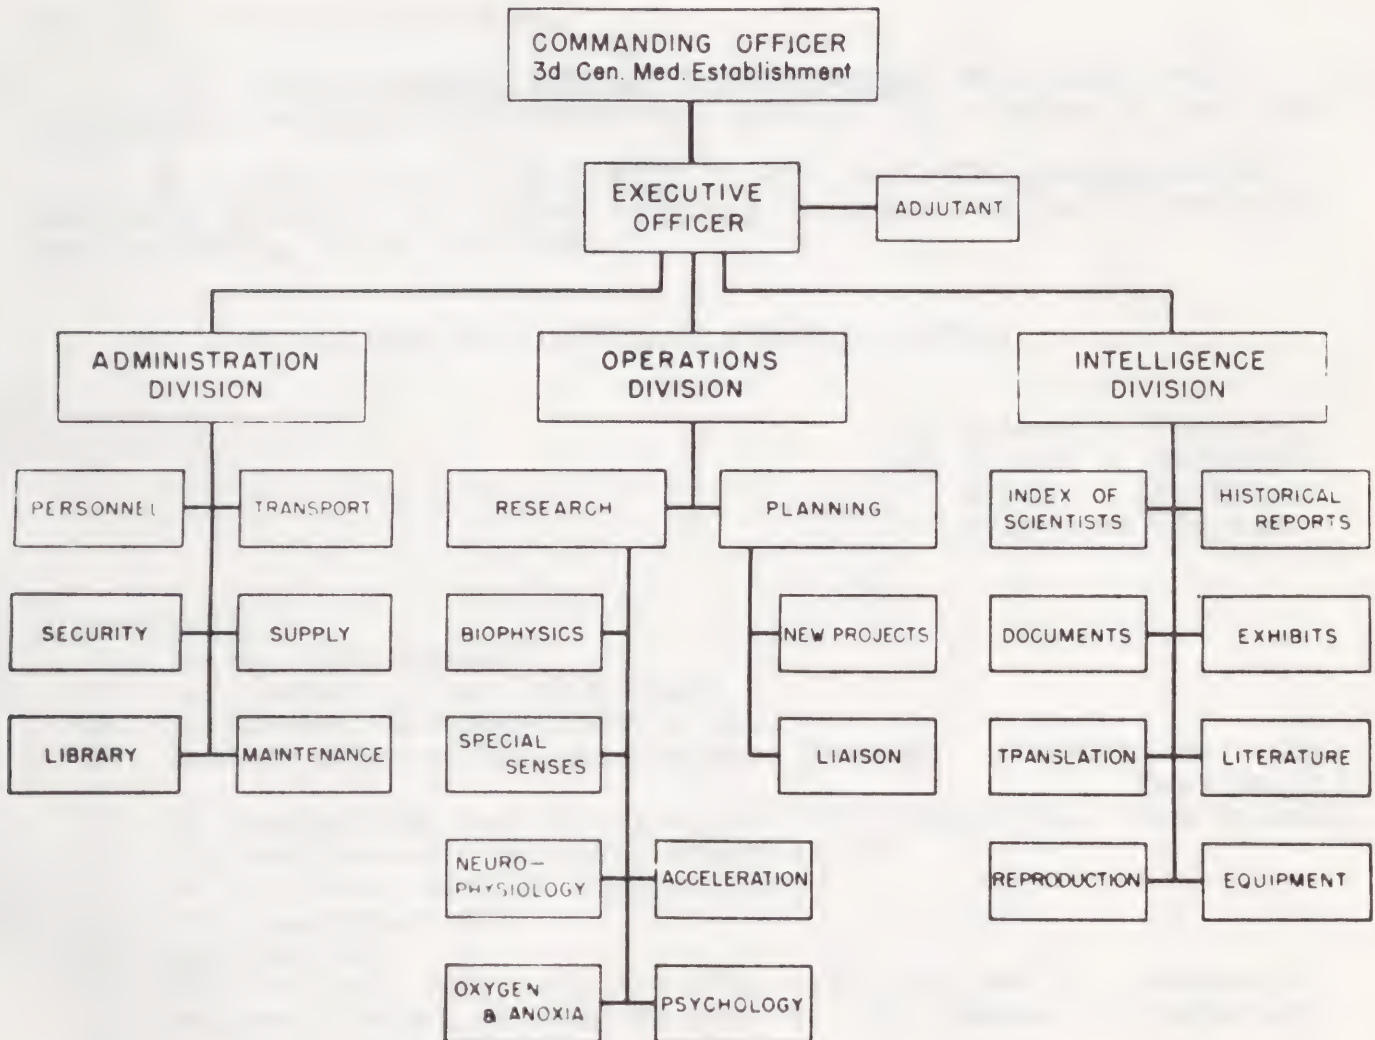 COMMANDING OFFICER
3d Cen. Med. Establishment
EXECUTIVE
OFFICER
ADJUTANT
ADMINISTRATION
DIVISION
OPERATIONS
DIVISION
INTELLIGENCE
DIVISION
PERSONNEL
TRANSPORT
RESEARCH
PLANNING
INDEX OF
SCIENTISTS
HISTORICAL
REPORTS
SECURITY
SUPPLY
BIOPHYSICS
NEW PROJECTS
DOCUMENTS
EXHIBITS
LIBRARY
MAINTENANCE
SPECIAL
SENSES
LIAISON
TRANSLATION
LITERATURE
NEURO-
PHYSIOLOGY
ACCELERATION
REPRODUCTION
EQUIPMENT
OXYGEN
& ANOXIA
PSYCHOLOGY